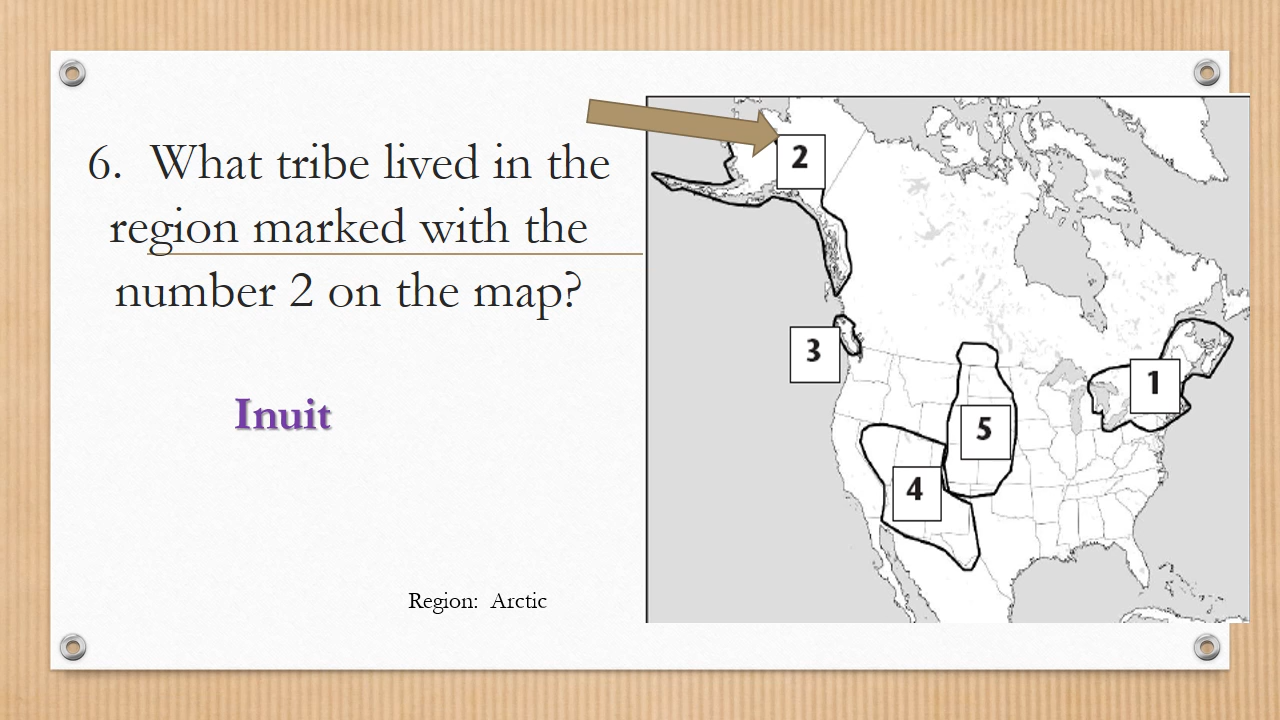 6. What tribe lived in the
region marked with the
number 2 on the map?
Inuit
Region: Arctic
2
3
1
5
4